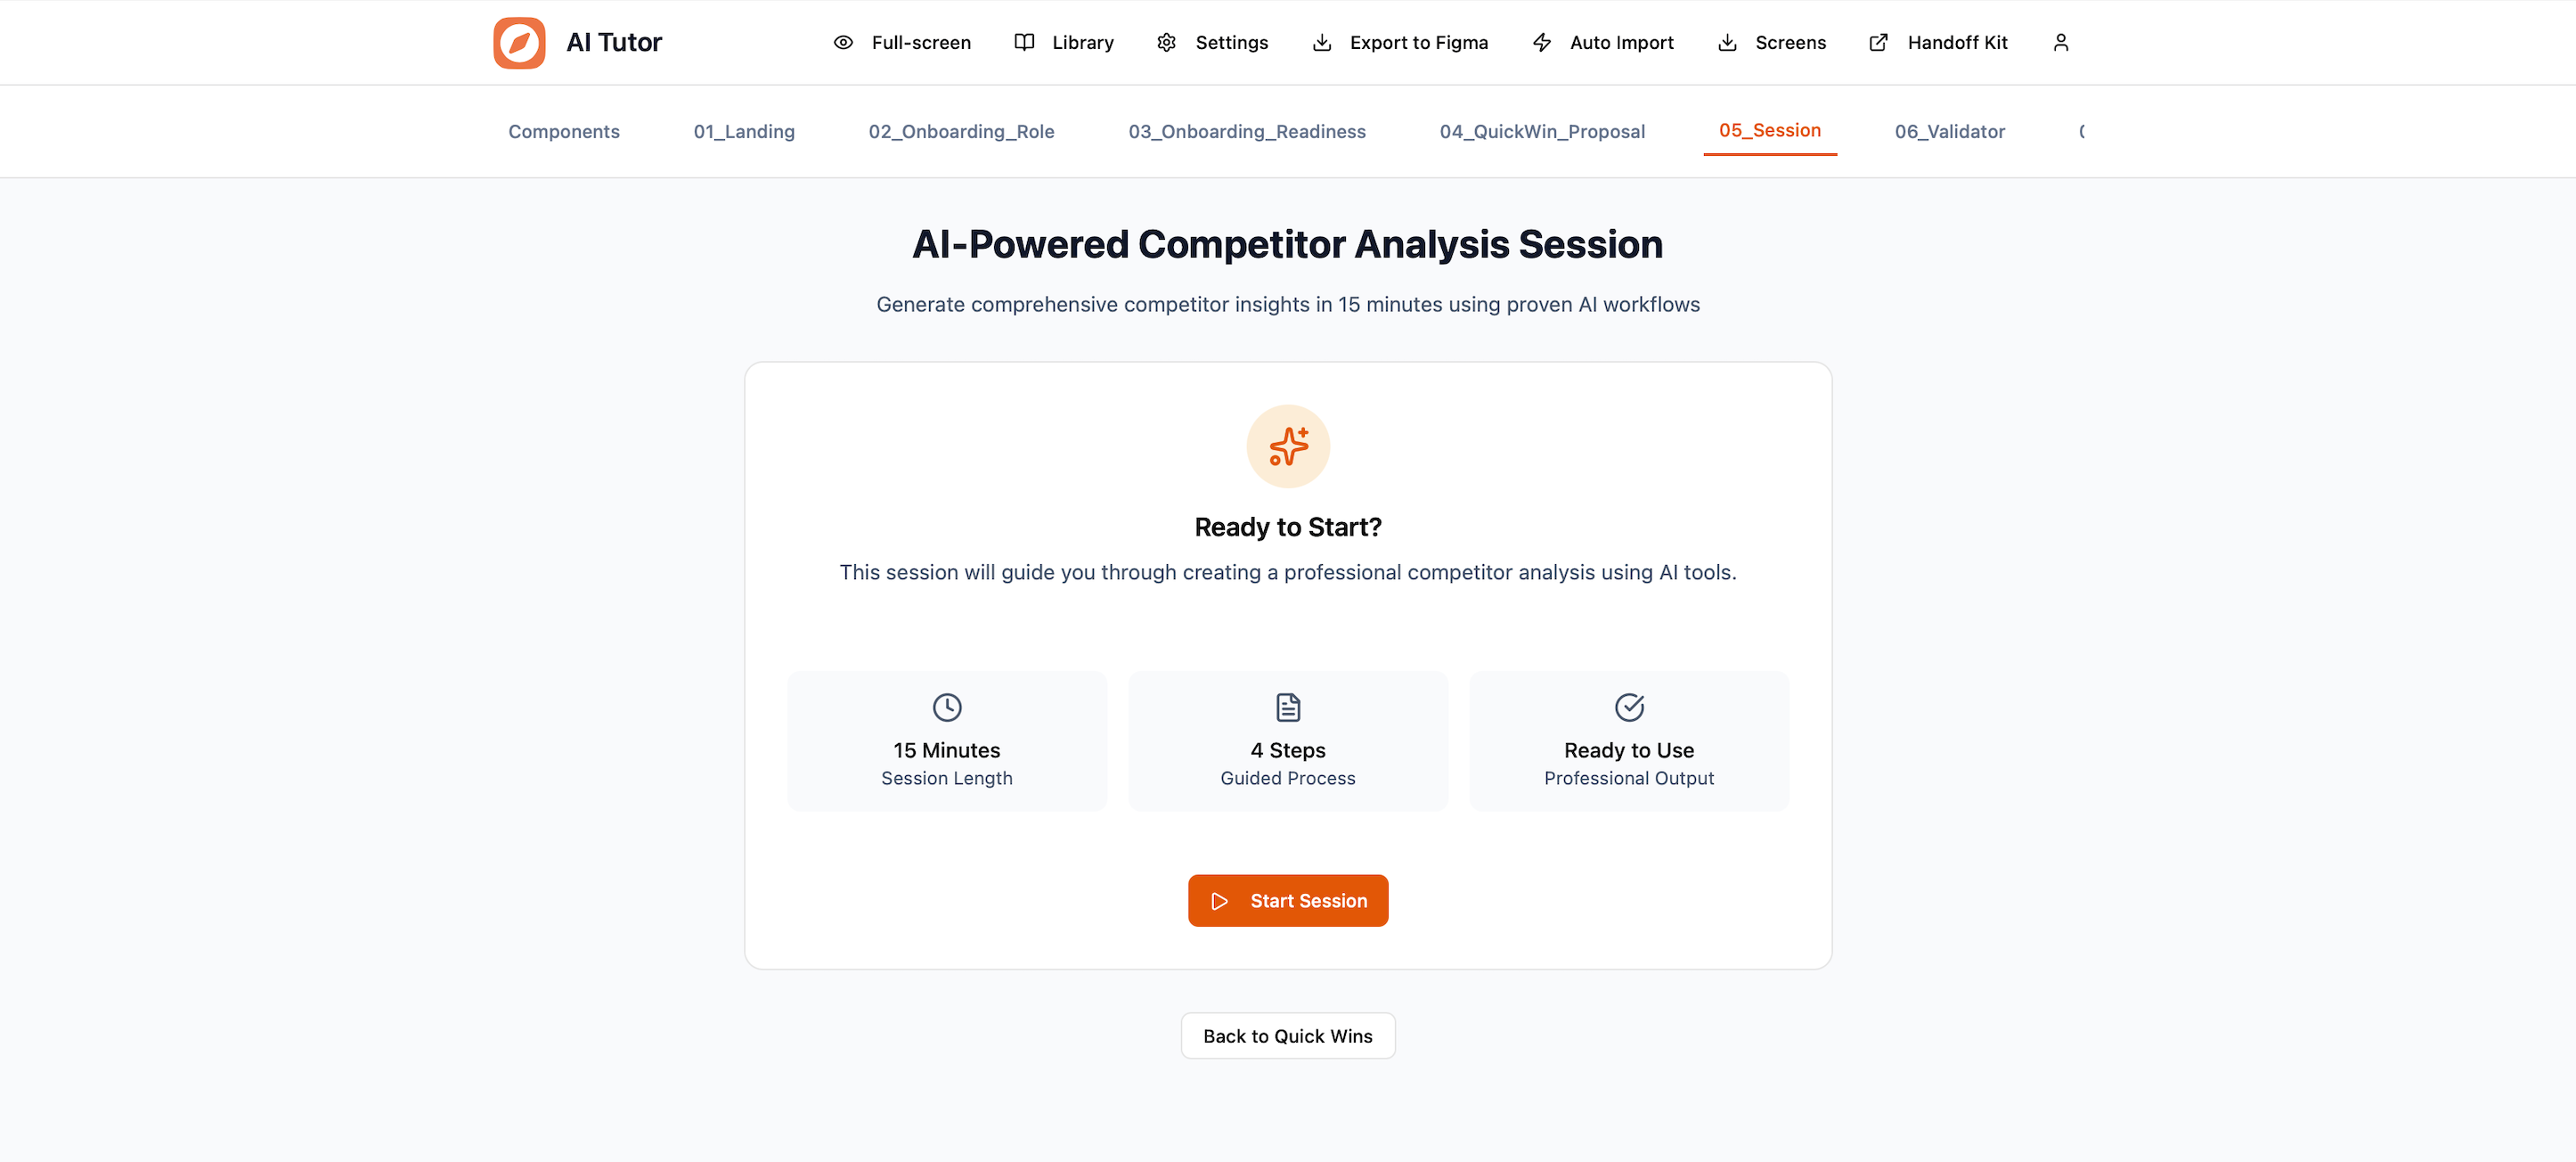 AI Tutor
Full-screen
Library
Settings
Export to Figma
Auto Import
Screens
Handoff Kit
Components
01_Landing
02_Onboarding_Role
03_Onboarding_Readiness
04_QuickWin_Proposal
05_Session
06_Validator
AI-Powered Competitor Analysis Session
Generate comprehensive competitor insights in 15 minutes using proven AI workflows
Ready to Start?
This session will guide you through creating a professional competitor analysis using AI tools.
15 Minutes
Session Length
4 Steps
Guided Process
Ready to Use
Professional Output
Start Session
Back to Quick Wins